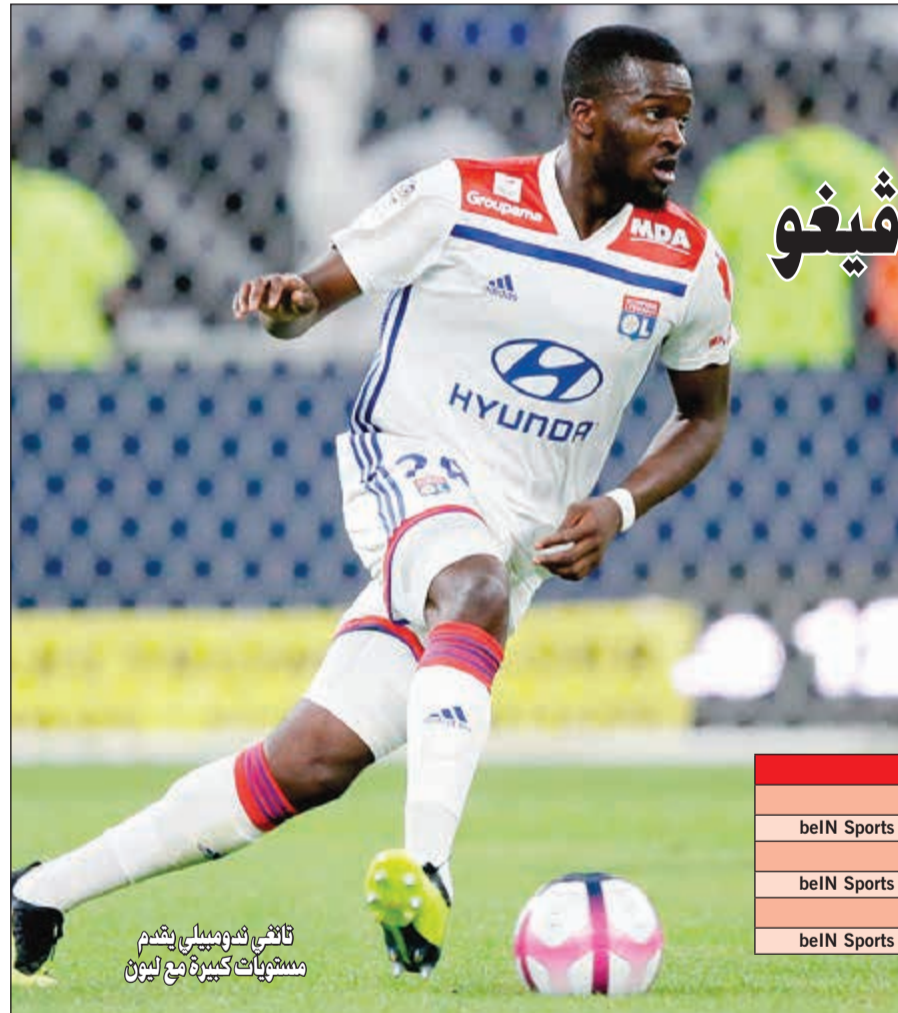 ڤيغو
Groupama
MDA
adidas
OL
HYUNDAI
beIN Sports
beIN Sports
beIN Sports
تانغي ندومبيلي يقدم
مستويات كبيرة مع ليون